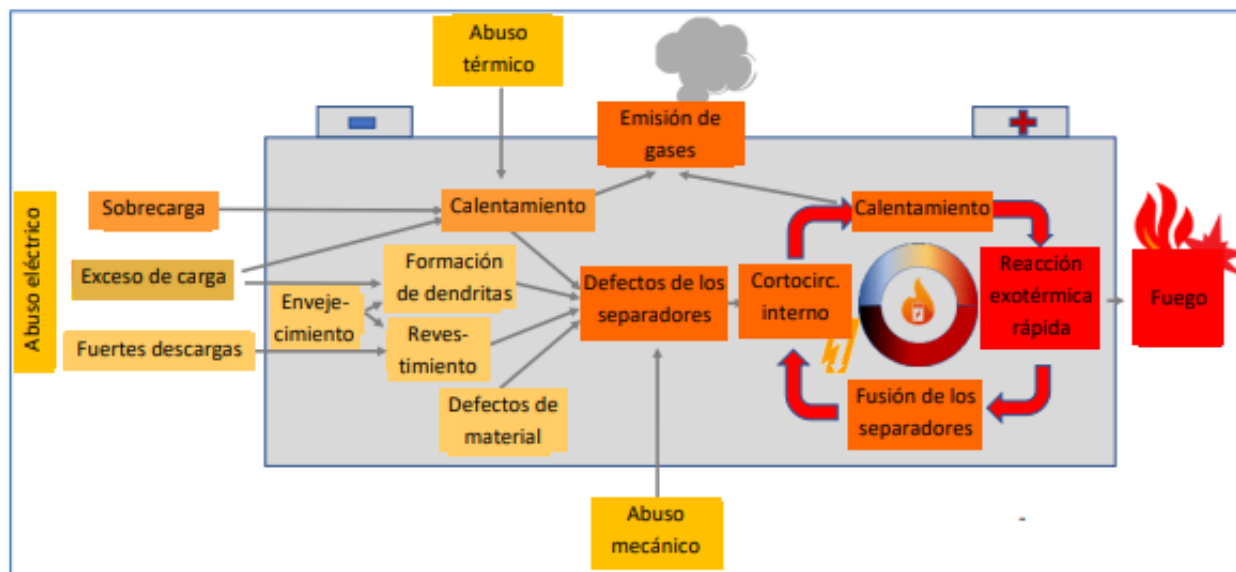 Abuso
térmico
Emisión de
gases
Abuso eléctrico
Sobrecarga
Exceso de carga
Fuertes descargas
Calentamiento
Formación
de dendritas
Enveje-
cimiento
Reves-
timiento
Defectos de
material
Defectos de los
separadores
Cortocirc.
interno
Calentamiento
Reacción
exotérmica
rápida
Fusión de los
separadores
Fuego
Abuso
mecánico